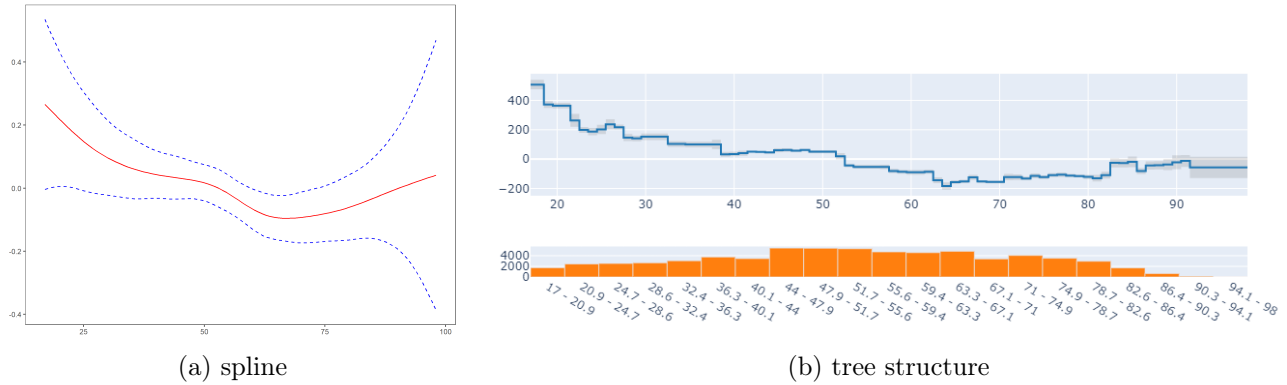 0.4
0.2
0.0
-0.2
-0.4
25
50
75
100
(a) spline
400
200
0
−200
20
30
40
50
60
70
80
90
4000
2000
0
17 - 20.9
20.9 - 24.7
24.7 - 28.6
28.6 - 32.4
32.4 - 36.3
36.3 - 40.1
40.1 - 44
44 - 47.9
47.9 - 51.7
51.7 - 55.6
55.6 - 59.4
59.4 - 63.3
63.3 - 67.1
67.1 - 71
71 - 74.9
74.9 - 78.7
78.7 - 82.6
82.6 - 86.4
86.4 - 90.3
90.3 - 94.1
94.1 - 98
(b) tree structure